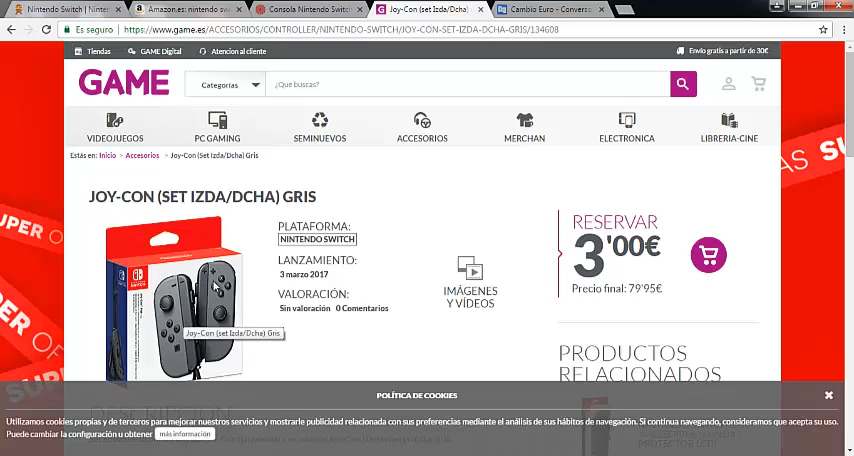 Nintendo Switch | Ninten
Amazon.es: nintendo swi
Consola Nintendo Switch
Joy-Con (set Izda/Dcha)
Cambio Euro - Converso
Es seguro | https://www.game.es/ACCESORIOS/CONTROLLER/NINTENDO-SWITCH/JOY-CON-SET-IZDA-DCHA-GRIS/134608
Tiendas GAME Digital Atencion al cliente Envío gratis a partir de 30€
GAME Categorías ¿Qué buscas?
VIDEOJUEGOS PC GAMING SEMINUEVOS ACCESORIOS MERCHAN ELECTRONICA LIBRERIA-CINE
Estás en: Inicio > Accesorios > Joy-Con (Set Izda/Dcha) Gris
JOY-CON (SET IZDA/DCHA) GRIS
PLATAFORMA:
NINTENDO SWITCH
LANZAMIENTO:
3 marzo 2017
VALORACIÓN:
Sin valoración 0 Comentarios
IMÁGENES
Y VÍDEOS
RESERVAR
3'00€
Precio final: 79'95€
Joy-Con (set Izda/Dcha) Gris
PRODUCTOS
RELACIONADOS
SUPER OF
SUPER
POLÍTICA DE COOKIES
Utilizamos cookies propias y de terceros para mejorar nuestros servicios y mostrarle publicidad relacionada con sus preferencias mediante el análisis de sus hábitos de navegación. Si continua navegando, consideramos que acepta su uso.
Puede cambiar la configuración u obtener más información